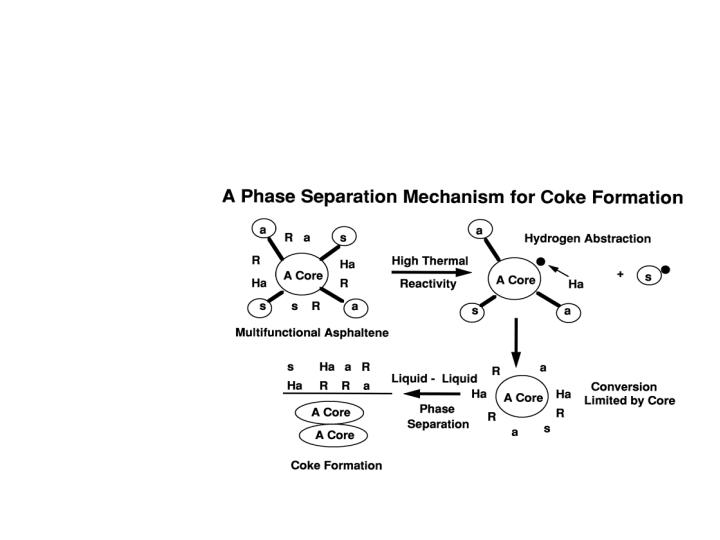 A Phase Separation Mechanism for Coke Formation
a
R a
s
R
A Core
Ha
Ha
R
s
s R
a
Multifunctional Asphaltene
High Thermal
Reactivity
a
Hydrogen Abstraction
A Core
Ha
+
s
s
a
s Ha a R
Ha R R a
A Core
A Core
Coke Formation
Liquid - Liquid
Phase
Separation
R
a
Ha
A Core
Ha
R
R
a
s
Conversion
Limited by Core